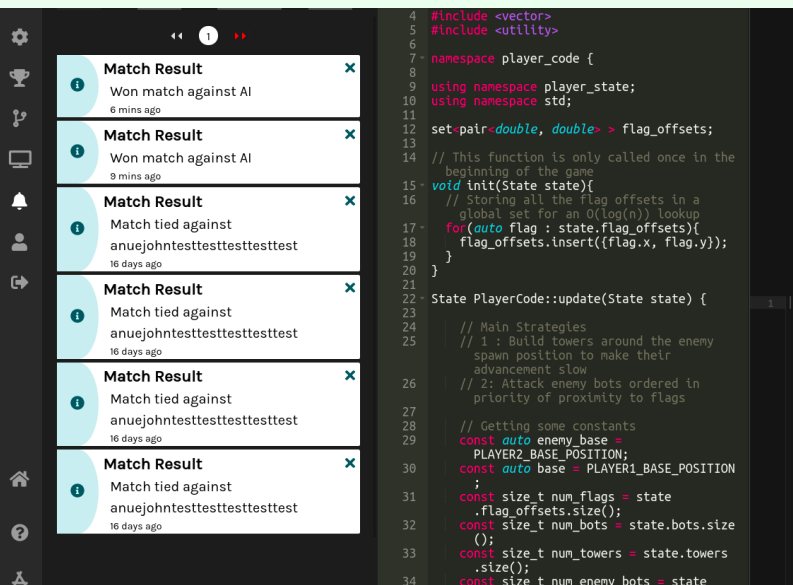 1
Match Result
Won match against AI
6 mins ago
Match Result
Won match against AI
9 mins ago
Match Result
Match tied against
anuejohntesttesttesttesttest
16 days ago
Match Result
Match tied against
anuejohntesttesttesttesttest
16 days ago
Match Result
Match tied against
anuejohntesttesttesttesttest
16 days ago
Match Result
Match tied against
anuejohntesttesttesttesttest
16 days ago
4 #include <vector>
5 #include <utility>
6
7 namespace player_code {
8
9 using namespace player_state;
10 using namespace std;
11
12 set<pair<double, double> > flag_offsets;
13
14 // This function is only called once in the
beginning of the game
15 void init(State state){
16 // Storing all the flag offsets in a
global set for an O(log(n)) lookup
17 for(auto flag : state.flag_offsets){
18 flag_offsets.insert({flag.x, flag.y});
19 }
20 }
21
22 State PlayerCode::update(State state) {
23
24 // Main Strategies
25 // 1 : Build towers around the enemy
spawn position to make their
advancement slow
26 // 2: Attack enemy bots ordered in
priority of proximity to flags
27
28 // Getting some constants
29 const auto enemy_base =
PLAYER2_BASE_POSITION;
30 const auto base = PLAYER1_BASE_POSITION
;
31 const size_t num_flags = state
.flag_offsets.size();
32 const size_t num_bots = state.bots.size
();
33 const size_t num_towers = state.towers
.size();
34 const size_t num_enemy_bots = state
1